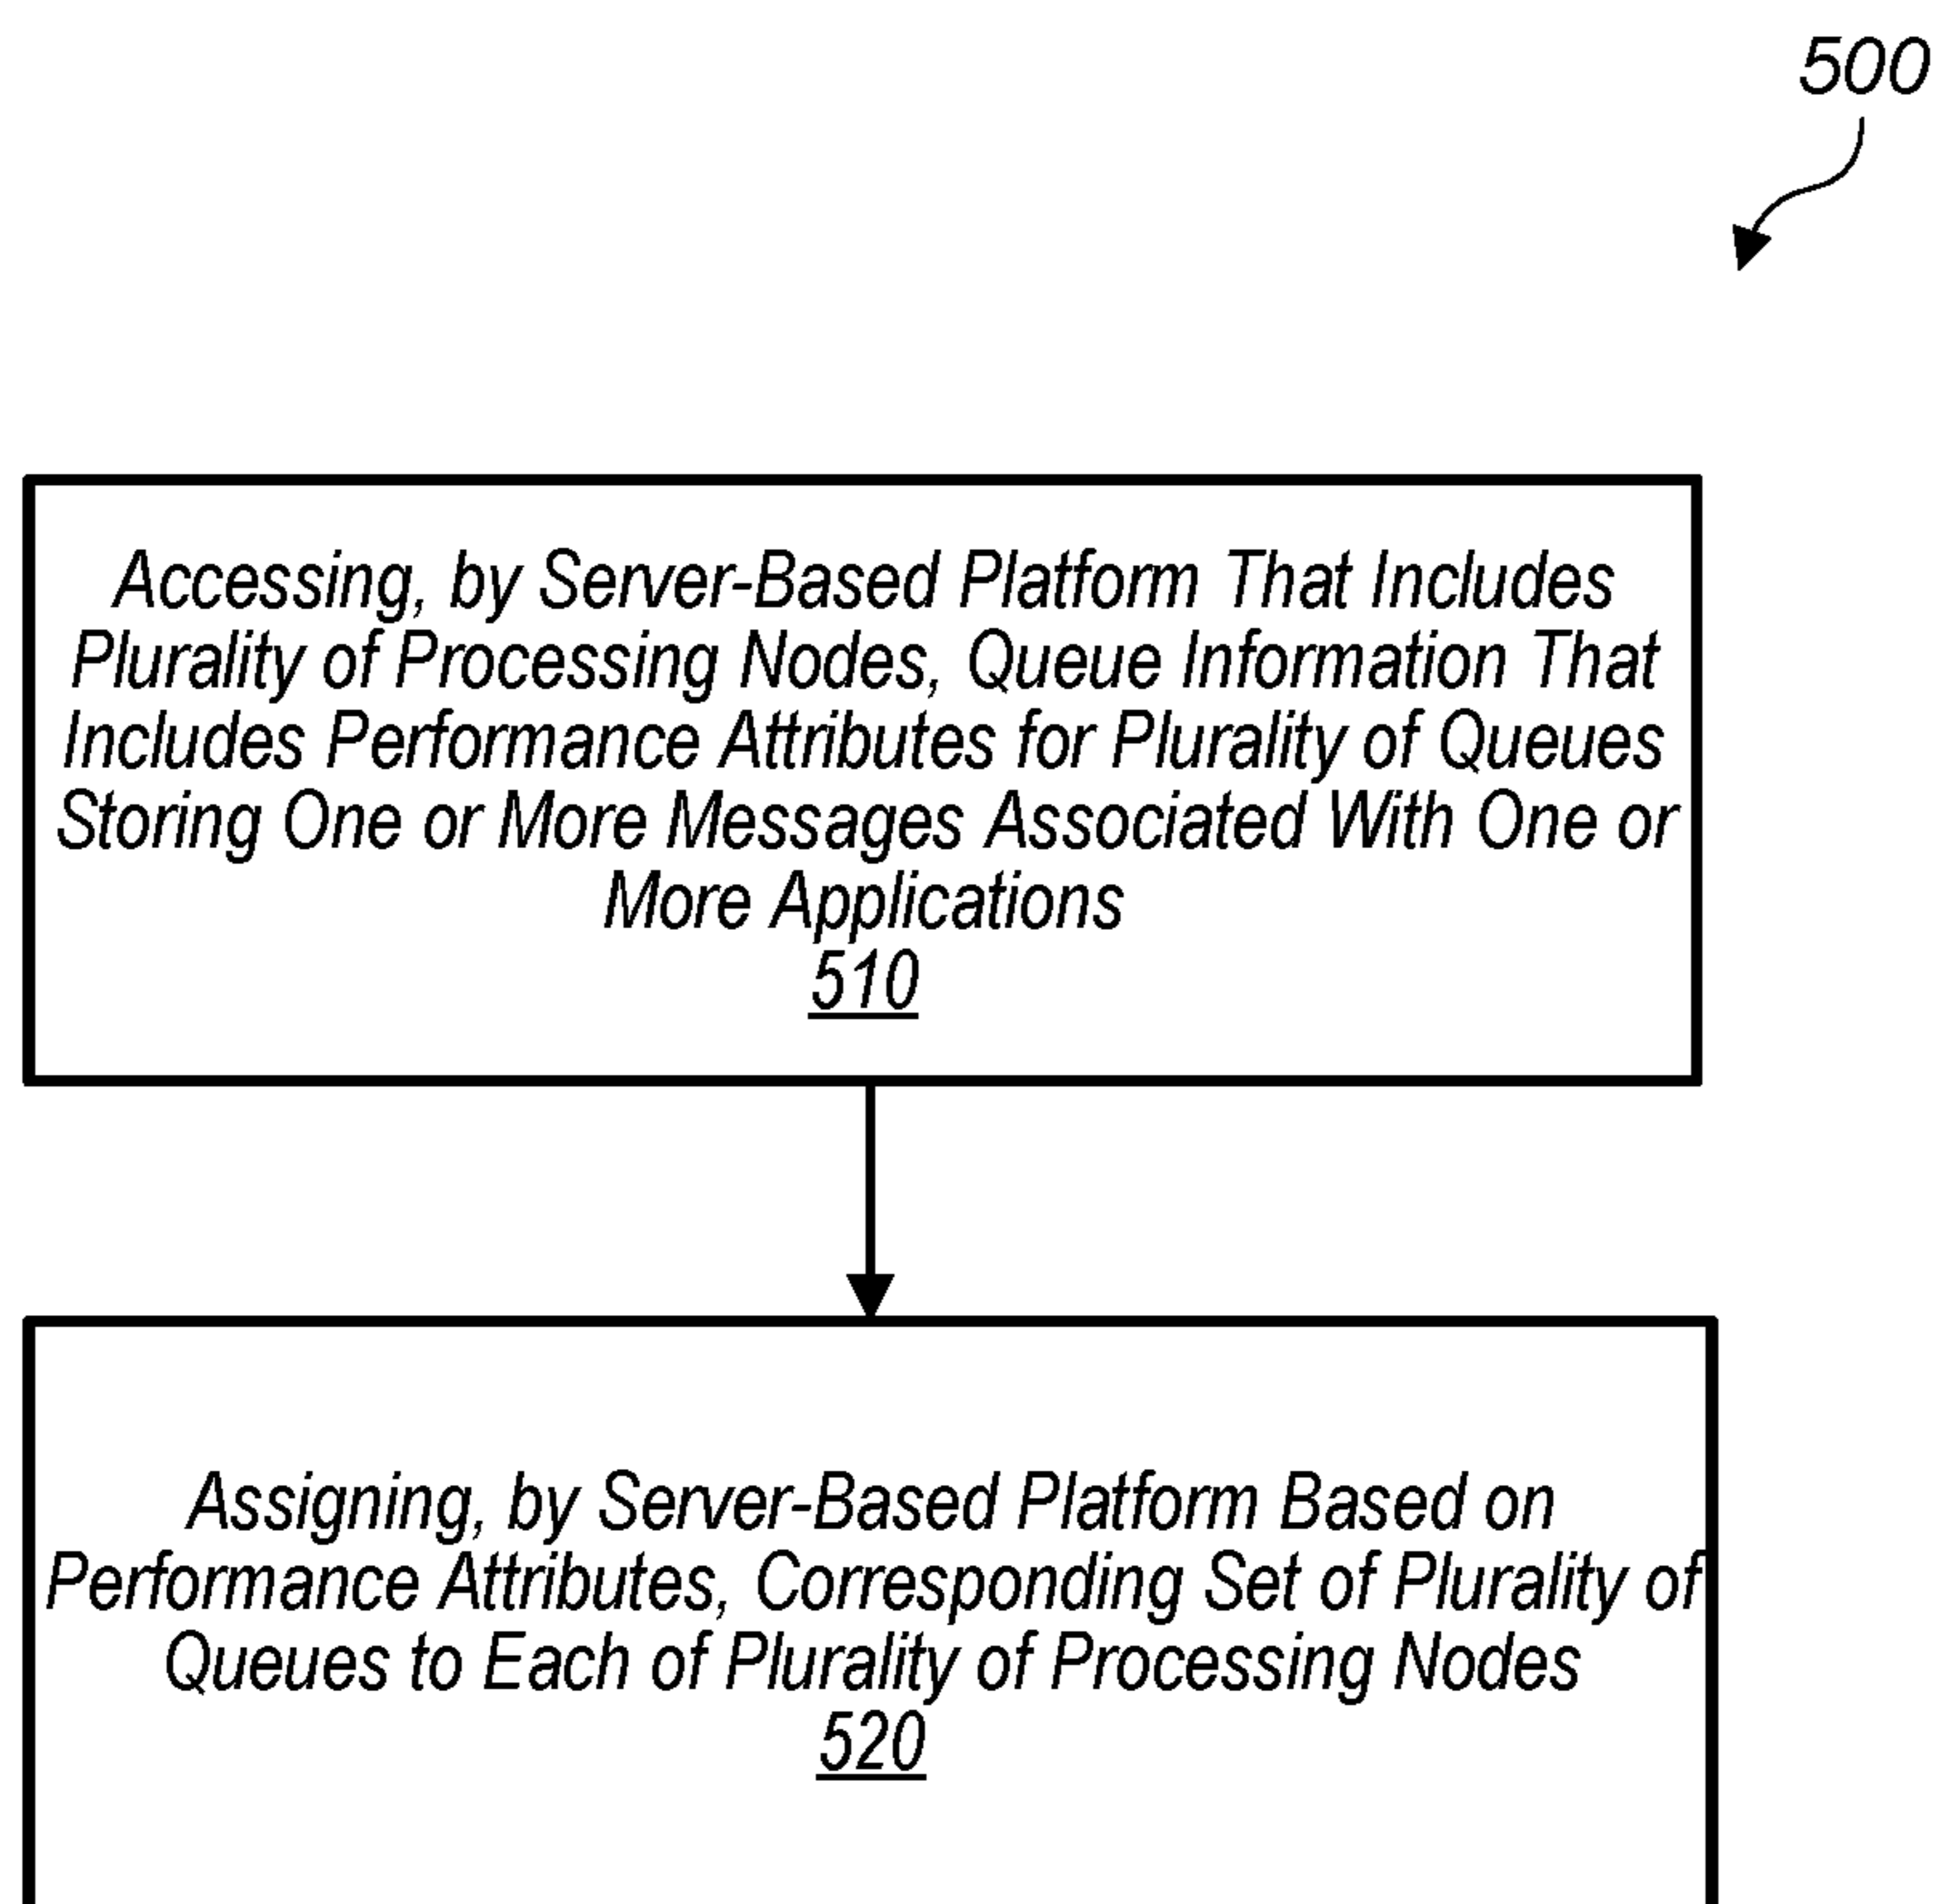 500
Accessing, by Server-Based Platform That Includes
Plurality of Processing Nodes, Queue Information That
Includes Performance Attributes for Plurality of Queues
Storing One or More Messages Associated With One or
More Applications
510
Assigning, by Server-Based Platform Based on
Performance Attributes, Corresponding Set of Plurality of
Queues to Each of Plurality of Processing Nodes
520